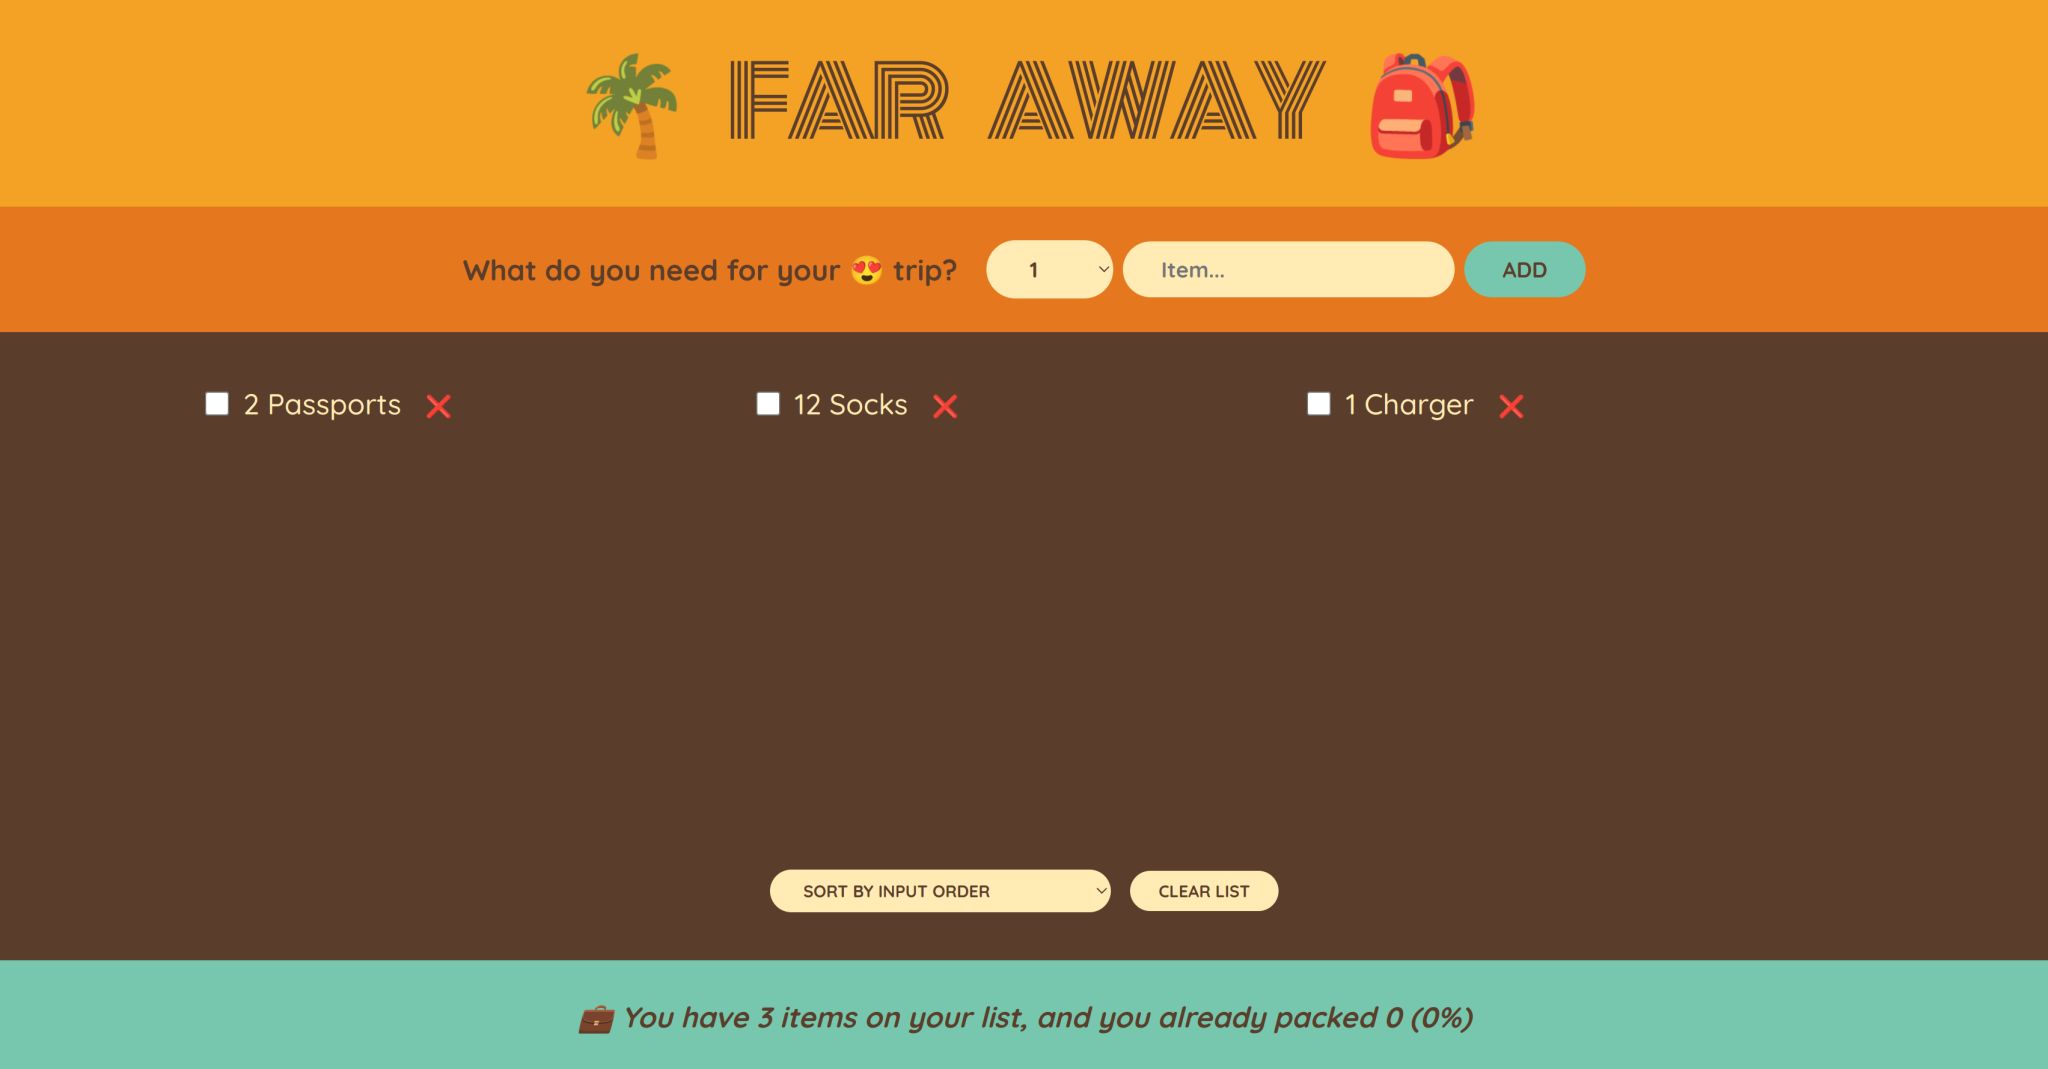 🌴 FAR AWAY 🎒
What do you need for your 😍 trip? 1 Item... ADD
2 Passports ❌ 12 Socks ❌ 1 Charger ❌
SORT BY INPUT ORDER CLEAR LIST
💼 You have 3 items on your list, and you already packed 0 (0%)